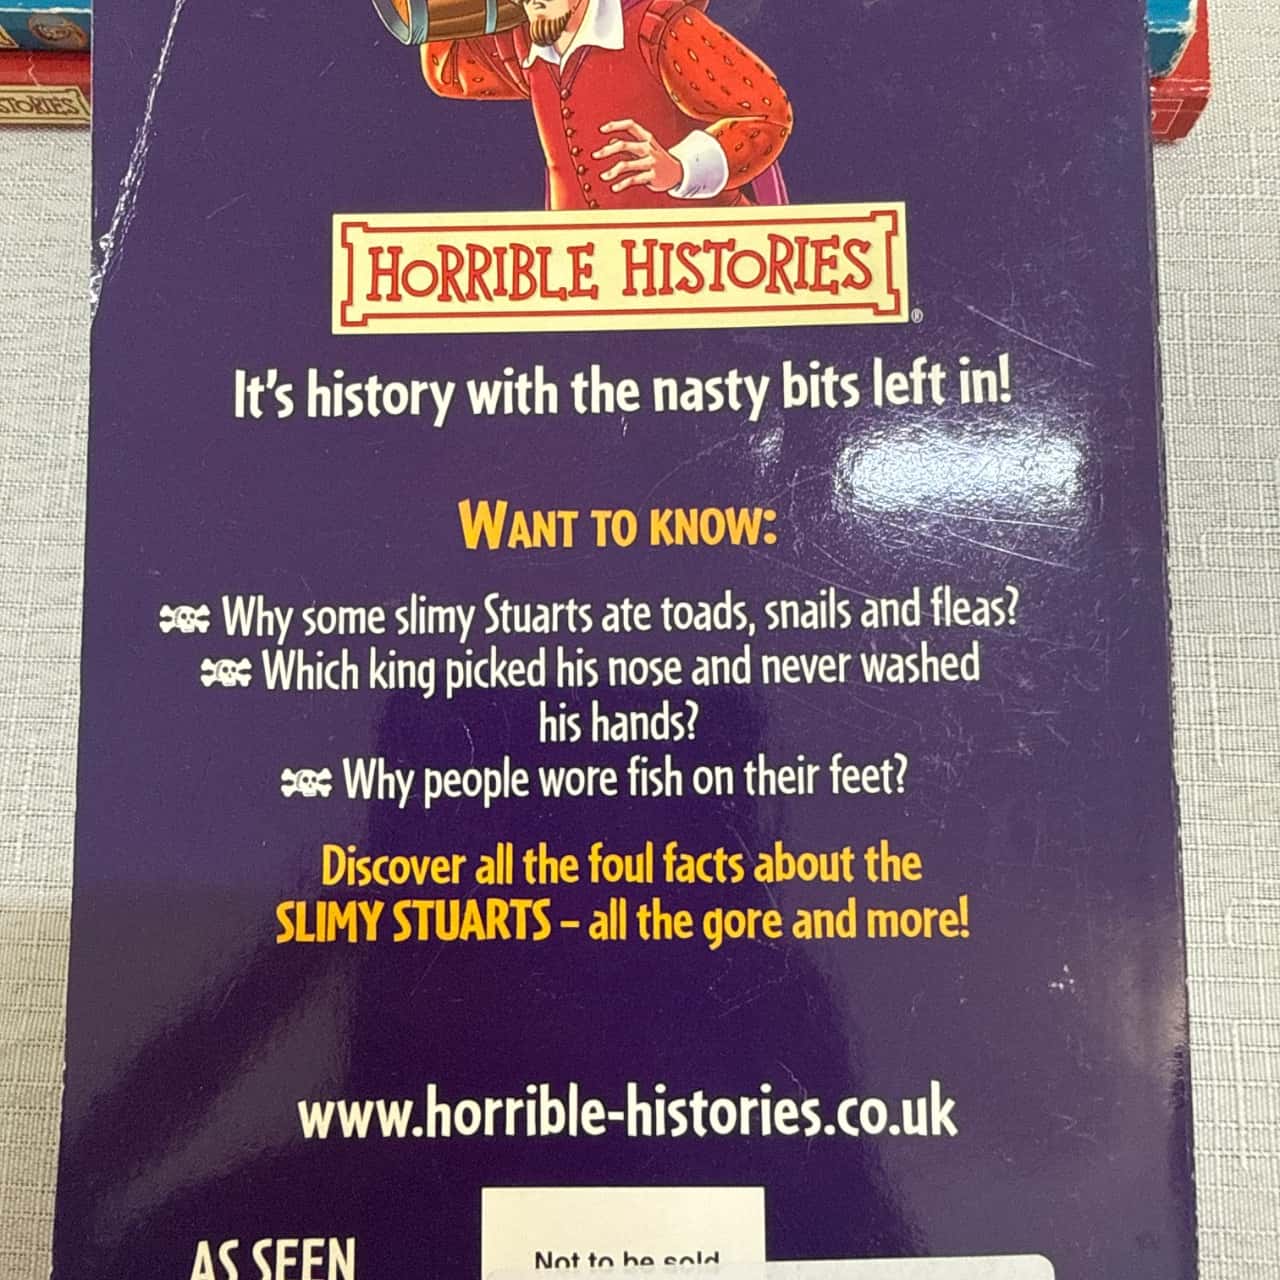 STORIES
HORRIBLE HISTORIES
®
It's history with the nasty bits left in!
WANT TO KNOW:
Why some slimy Stuarts ate toads, snails and fleas?
Which king picked his nose and never washed
his hands?
Why people wore fish on their feet?
Discover all the foul facts about the
SLIMY STUARTS – all the gore and more!
www.horrible-histories.co.uk
AS SEEN
Not to be sold